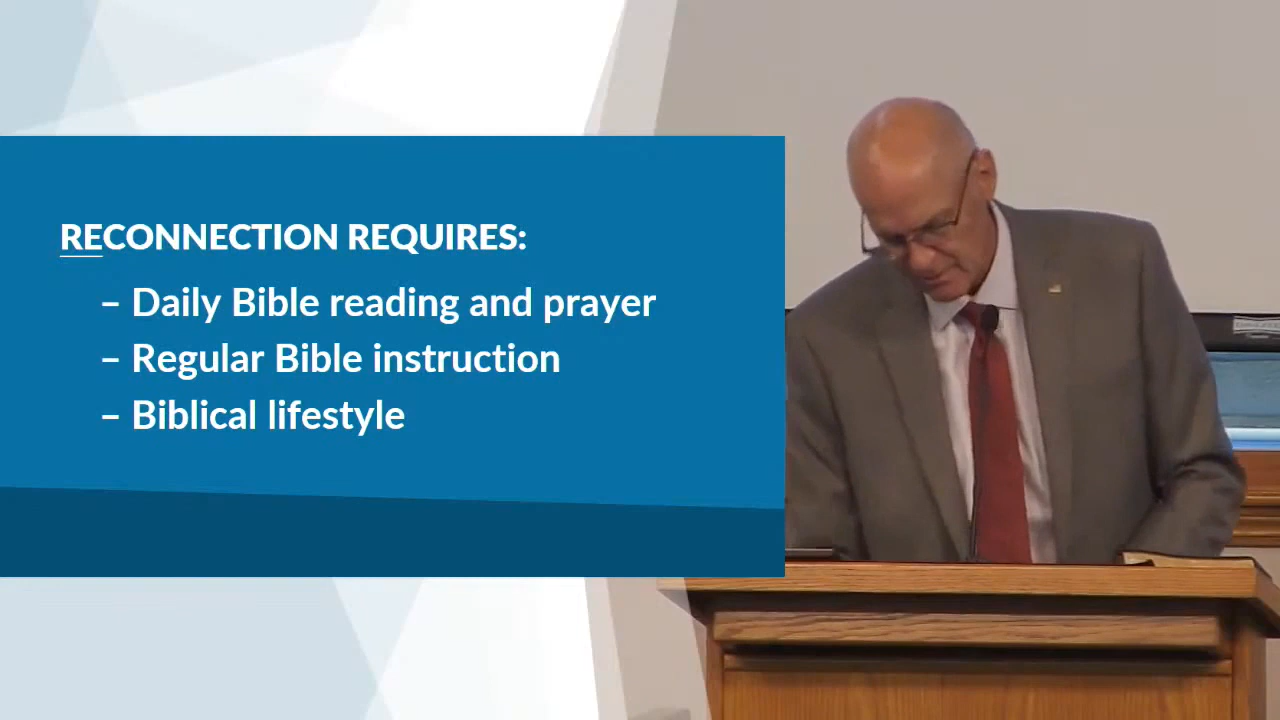 RECONNECTION REQUIRES:
– Daily Bible reading and prayer
– Regular Bible instruction
– Biblical lifestyle